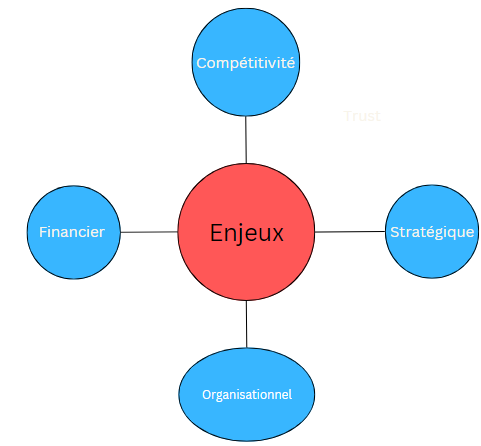 Compétitivité
Trust
Financier
Enjeux
Stratégique
Organisationnel